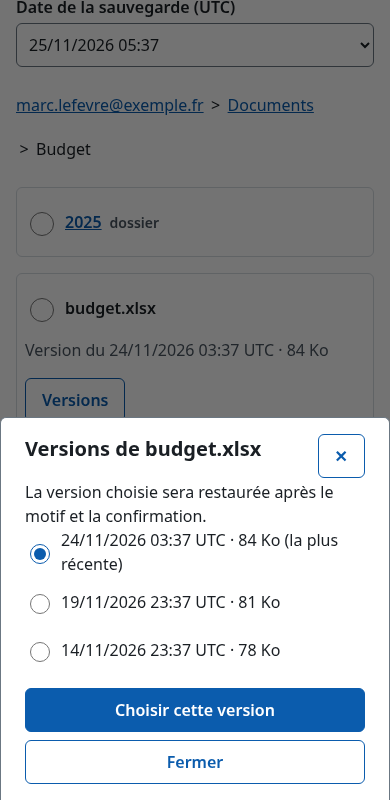 Date de la sauvegarde (UTC)
25/11/2026 05:37
marc.lefevre@exemple.fr > Documents
> Budget
2025 dossier
budget.xlsx
Version du 24/11/2026 03:37 UTC · 84 Ko
Versions
Versions de budget.xlsx
×
La version choisie sera restaurée après le
motif et la confirmation.
24/11/2026 03:37 UTC · 84 Ko (la plus
récente)
19/11/2026 23:37 UTC · 81 Ko
14/11/2026 23:37 UTC · 78 Ko
Choisir cette version
Fermer